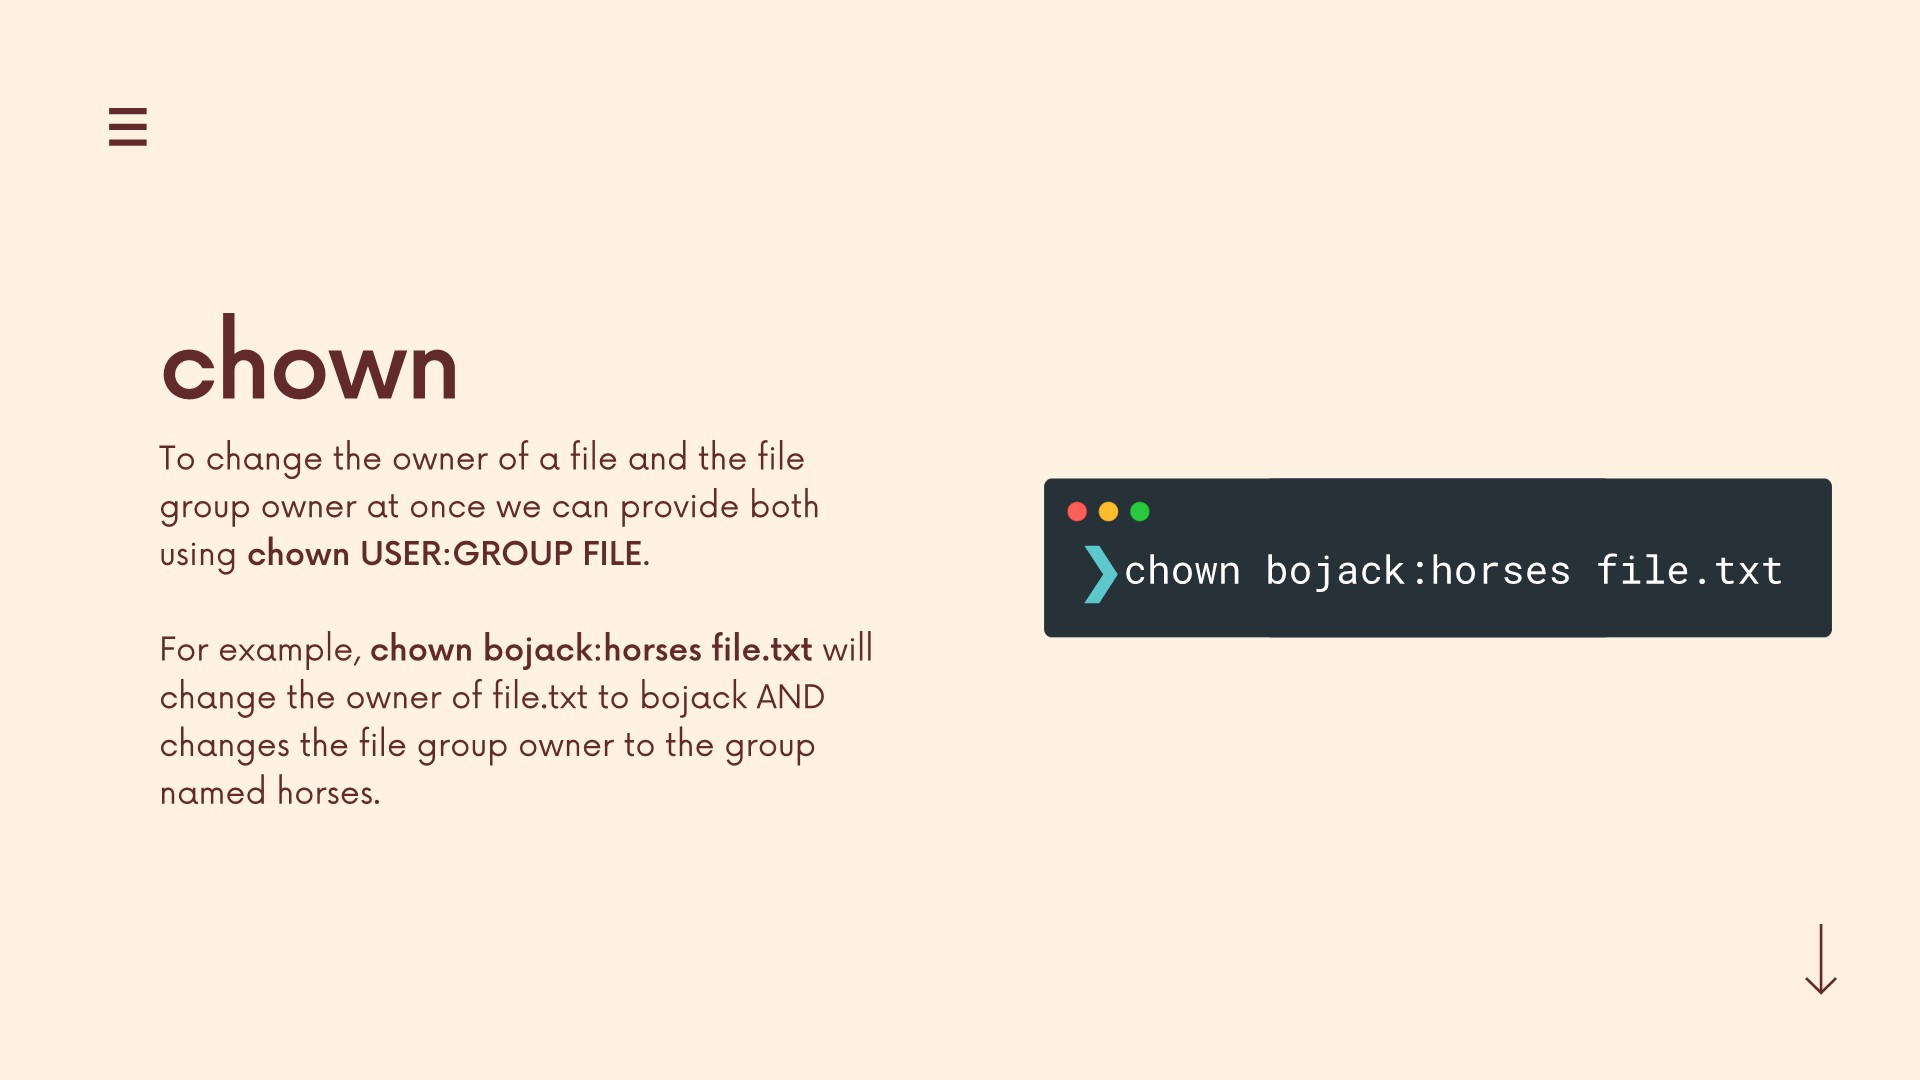 chown
To change the owner of a file and the file
group owner at once we can provide both
using chown USER:GROUP FILE.
For example, chown bojack:horses file.txt will
change the owner of file.txt to bojack AND
changes the file group owner to the group
named horses.
❯chown bojack:horses file.txt